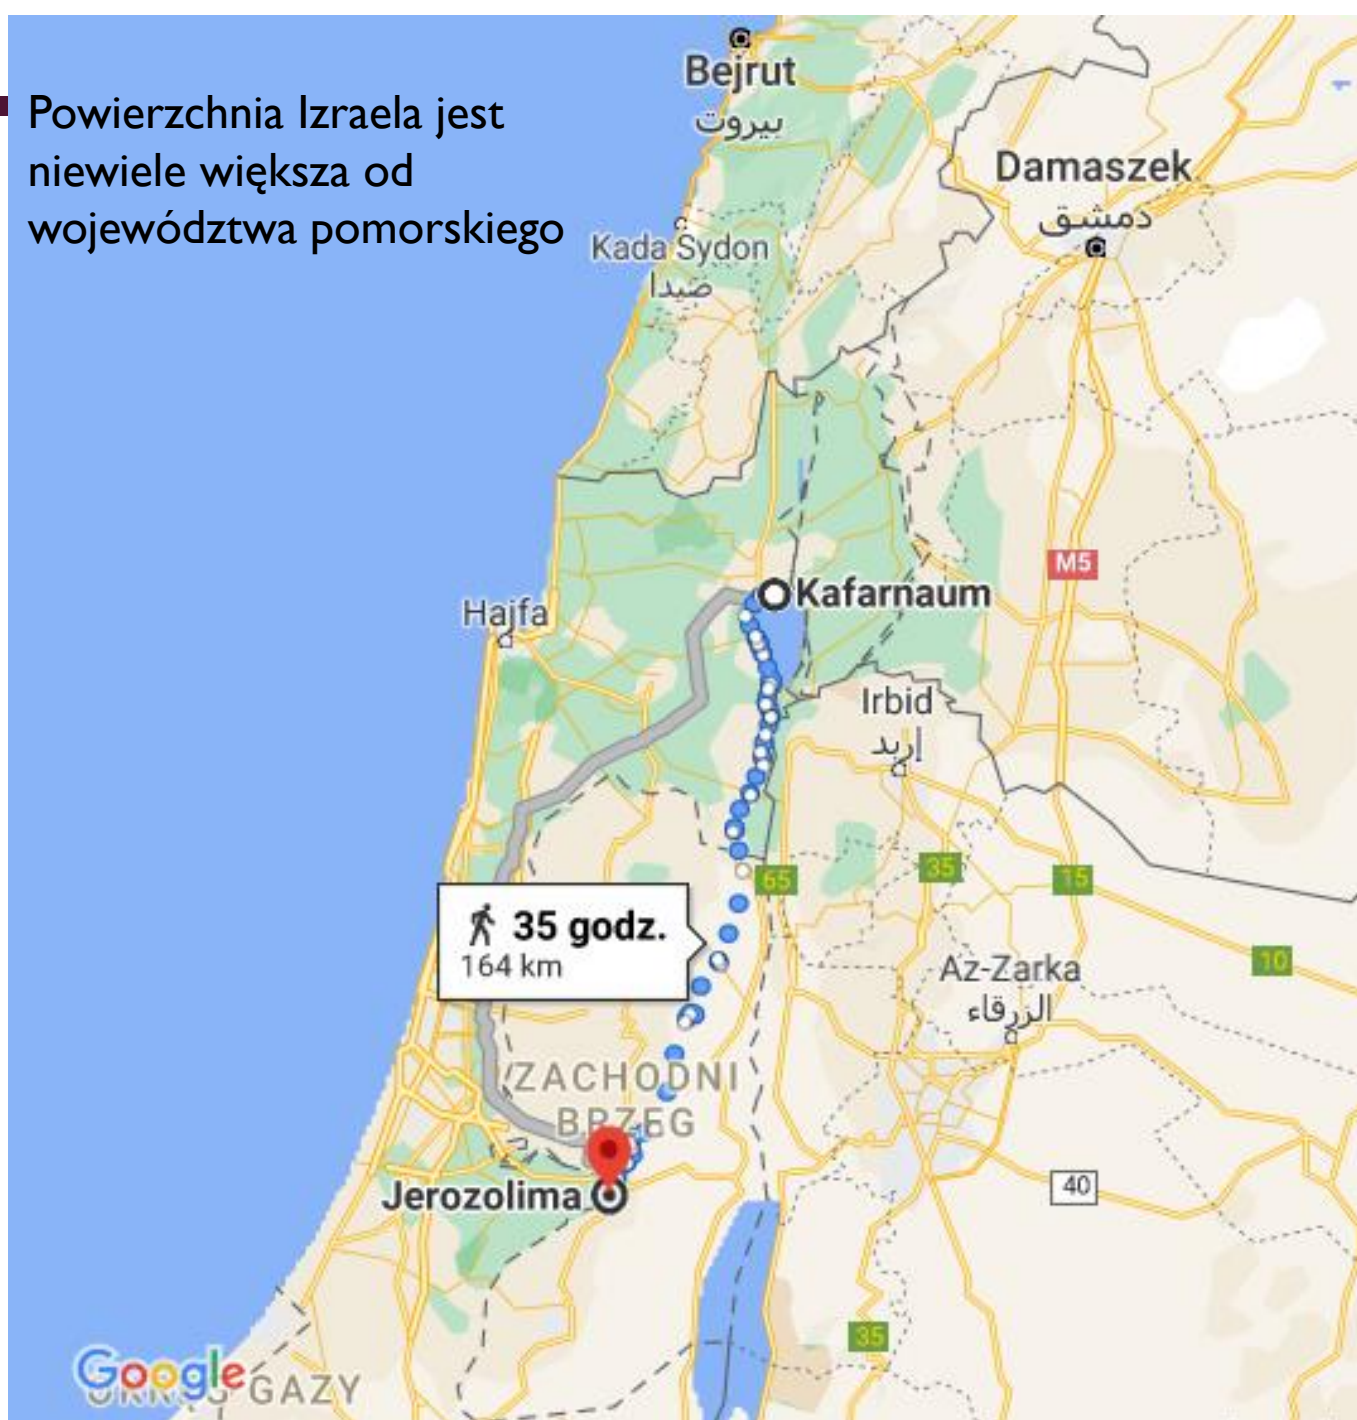 Powierzchnia Izraela jest
niewiele większa od
województwa pomorskiego
Bejrut
بيروت
Damaszek
دمشق
Kada Sydon
صيدا
M5
Kafarnaum
Hajfa
Irbid
إربد
65
35
15
35 godz.
164 km
10
Az-Zarka
الزرقاء
ZACHODNI
BRZEG
Jerozolima
40
35
Google
GAZY